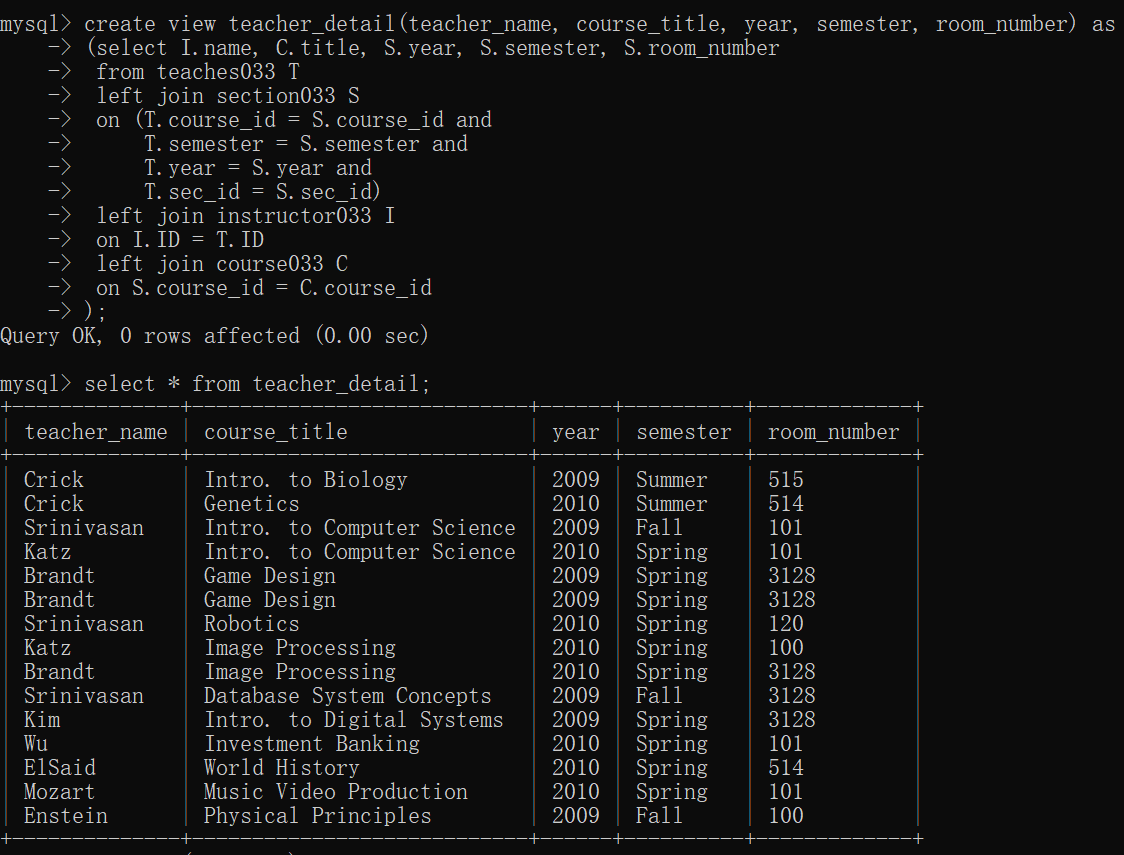 mysql> create view teacher_detail(teacher_name, course_title, year, semester, room_number) as
    -> (select I.name, C.title, S.year, S.semester, S.room_number
    ->  from teaches033 T
    ->  left join section033 S
    ->  on (T.course_id = S.course_id and
    ->      T.semester = S.semester and
    ->      T.year = S.year and
    ->      T.sec_id = S.sec_id)
    ->  left join instructor033 I
    ->  on I.ID = T.ID
    ->  left join course033 C
    ->  on S.course_id = C.course_id
    -> );
Query OK, 0 rows affected (0.00 sec)

mysql> select * from teacher_detail;
+--------------+----------------------------+------+----------+-------------+
| teacher_name | course_title               | year | semester | room_number |
+--------------+----------------------------+------+----------+-------------+
| Crick        | Intro. to Biology          | 2009 | Summer   | 515         |
| Crick        | Genetics                   | 2010 | Summer   | 514         |
| Srinivasan   | Intro. to Computer Science | 2009 | Fall     | 101         |
| Katz         | Intro. to Computer Science | 2010 | Spring   | 101         |
| Brandt       | Game Design                | 2009 | Spring   | 3128        |
| Brandt       | Game Design                | 2009 | Spring   | 3128        |
| Srinivasan   | Robotics                   | 2010 | Spring   | 120         |
| Katz         | Image Processing           | 2010 | Spring   | 100         |
| Brandt       | Image Processing           | 2010 | Spring   | 3128        |
| Srinivasan   | Database System Concepts   | 2009 | Fall     | 3128        |
| Kim          | Intro. to Digital Systems  | 2009 | Spring   | 3128        |
| Wu           | Investment Banking         | 2010 | Spring   | 101         |
| ElSaid       | World History              | 2010 | Spring   | 514         |
| Mozart       | Music Video Production     | 2010 | Spring   | 101         |
| Enstein      | Physical Principles        | 2009 | Fall     | 100         |
+--------------+----------------------------+------+----------+-------------+